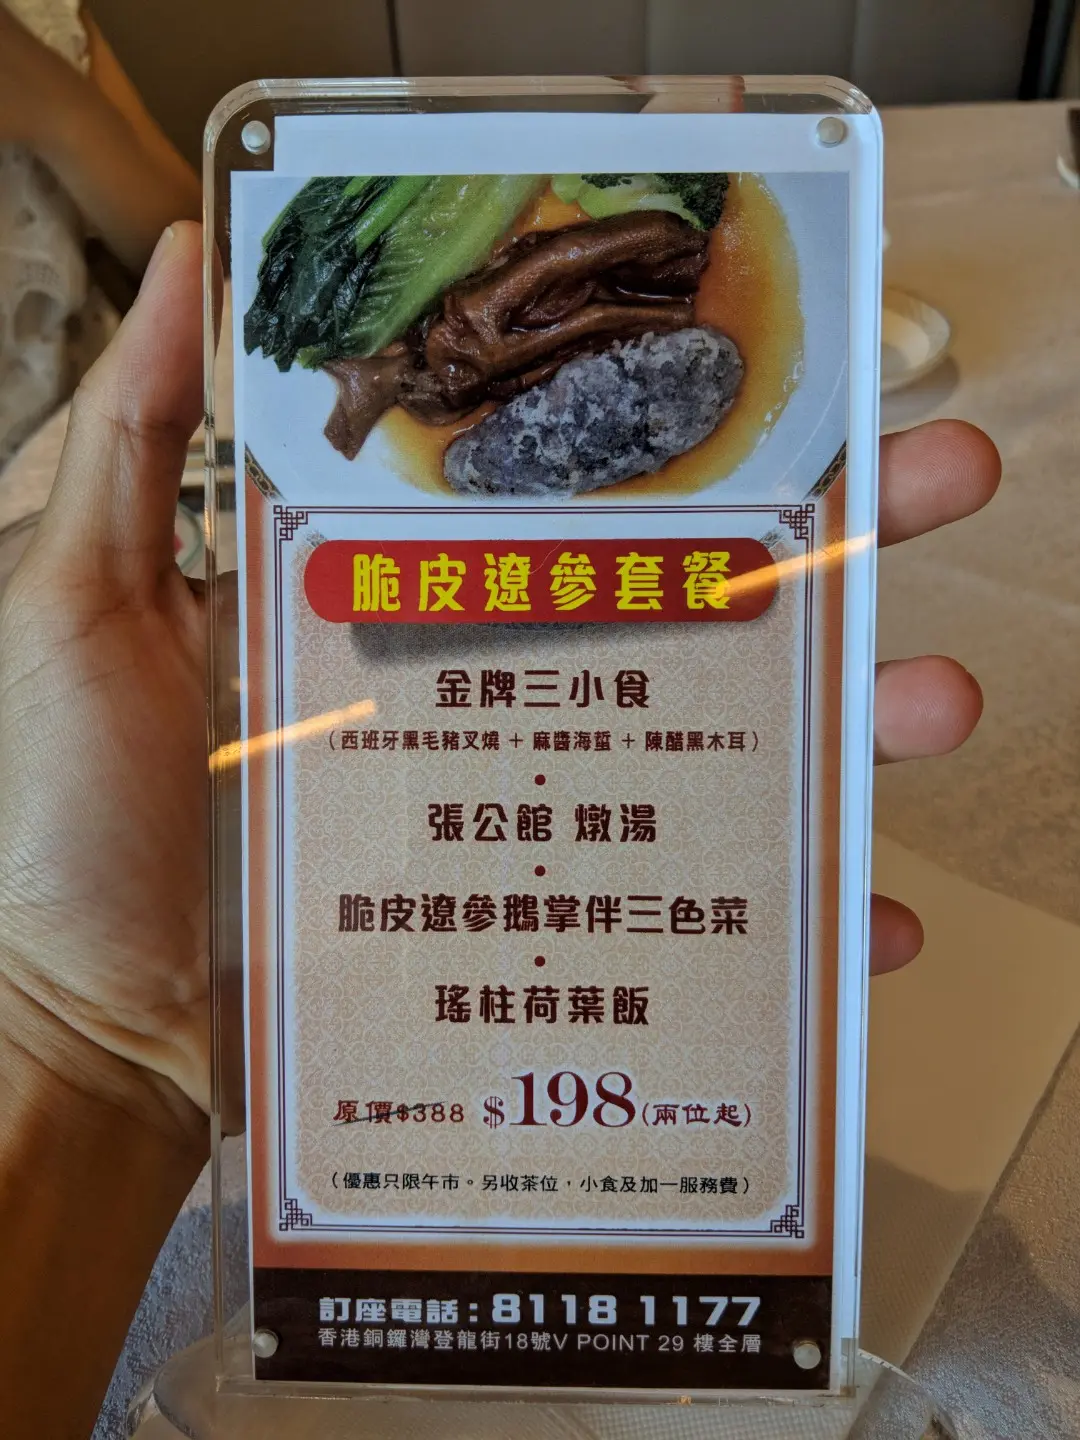 脆皮遼參套餐
金牌三小食
（西班牙黑毛豬叉燒 + 麻醬海蜇 + 陳醋黑木耳）
•
張公館 燉湯
•
脆皮遼參鵝掌伴三色菜
•
瑤柱荷葉飯
原價$388 $198(兩位起)
（優惠只限午市。另收茶位，小食及加一服務費）
訂座電話：8118 1177
香港銅鑼灣登龍街18號V POINT 29 樓全層